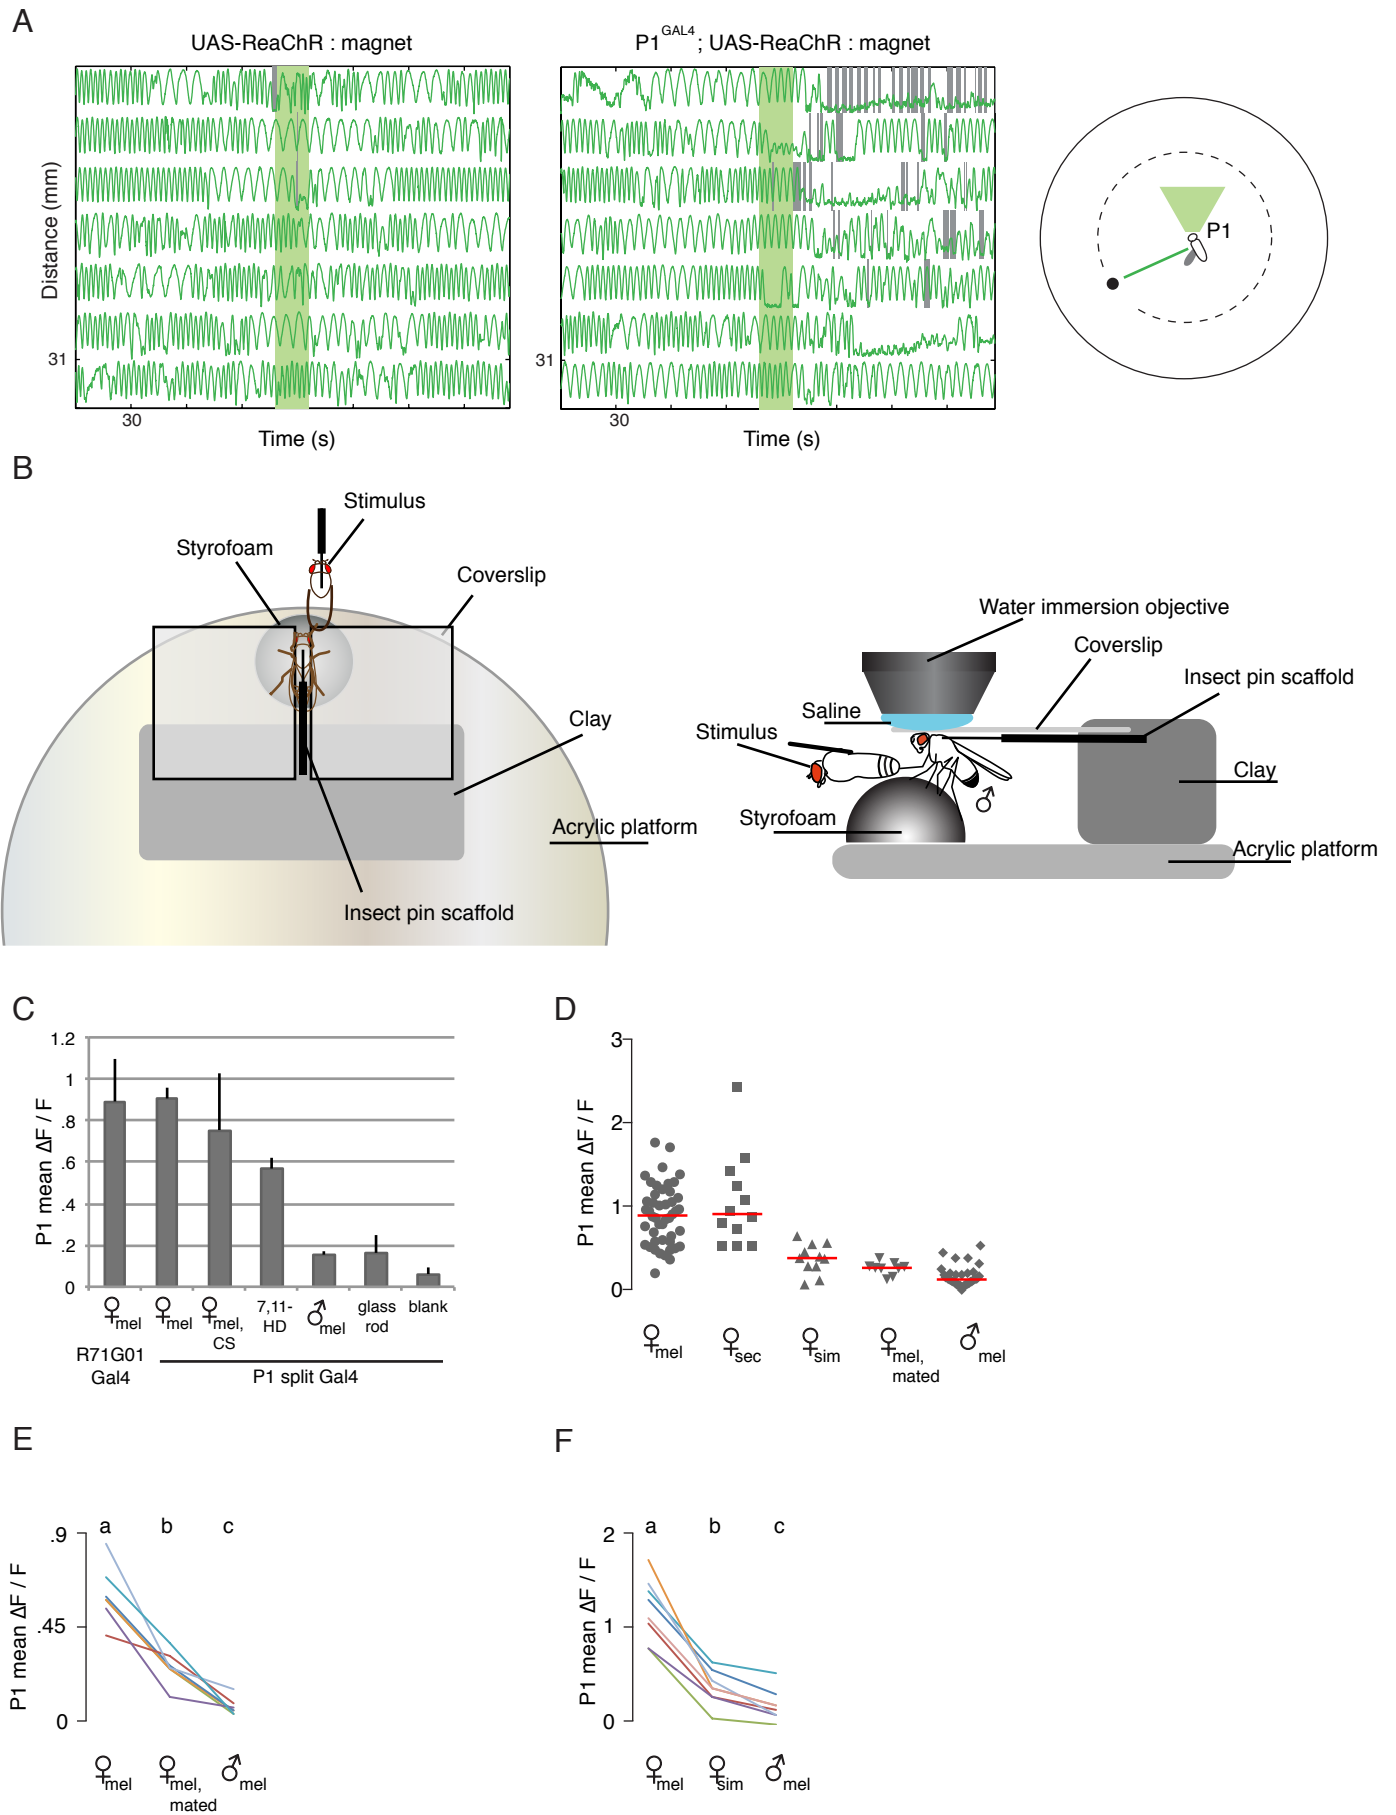 A
UAS-ReaChR : magnet
P1GAL4; UAS-ReaChR : magnet
Distance (mm)
31
30
Time (s)
31
30
Time (s)
P1
B
Stimulus
Styrofoam
Coverslip
Clay
Acrylic platform
Insect pin scaffold
Water immersion objective
Coverslip
Insect pin scaffold
Saline
Stimulus
Clay
♂
Styrofoam
Acrylic platform
C
P1 mean ΔF / F
1.2
1
.8
.6
.4
.2
0
♀mel ♀mel ♀mel, CS 7,11-HD ♂mel glass rod blank
R71G01 Gal4
P1 split Gal4
D
P1 mean ΔF / F
3
2
1
0
♀mel ♀sec ♀sim ♀mel, mated ♂mel
E
P1 mean ΔF / F
.9
.45
0
a b c
♀mel ♀mel, mated ♂mel
F
P1 mean ΔF / F
2
1
0
a b c
♀mel ♀sim ♂mel